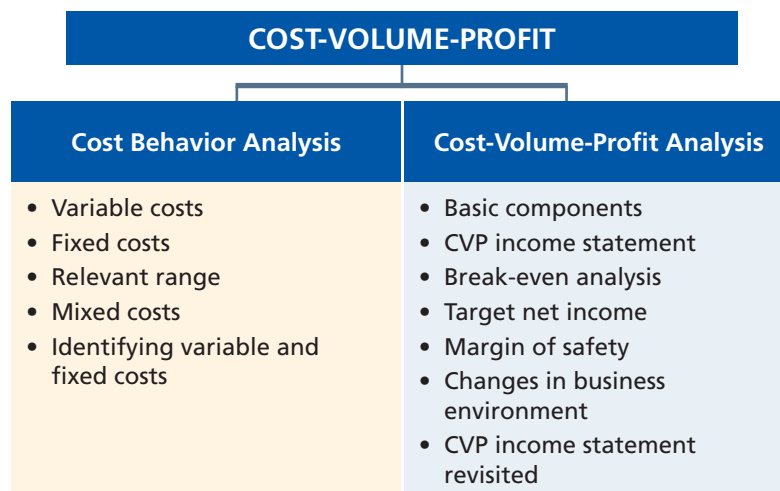 COST-VOLUME-PROFIT
Cost Behavior Analysis
• Variable costs
• Fixed costs
• Relevant range
• Mixed costs
• Identifying variable and
fixed costs
Cost-Volume-Profit Analysis
• Basic components
• CVP income statement
• Break-even analysis
• Target net income
• Margin of safety
• Changes in business
environment
• CVP income statement
revisited